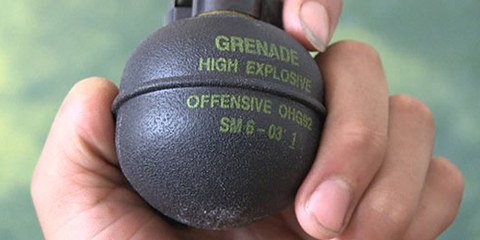 GRENADE
HIGH EXPLOSIVE
OFFENSIVE OHG92
SM 6-03 1